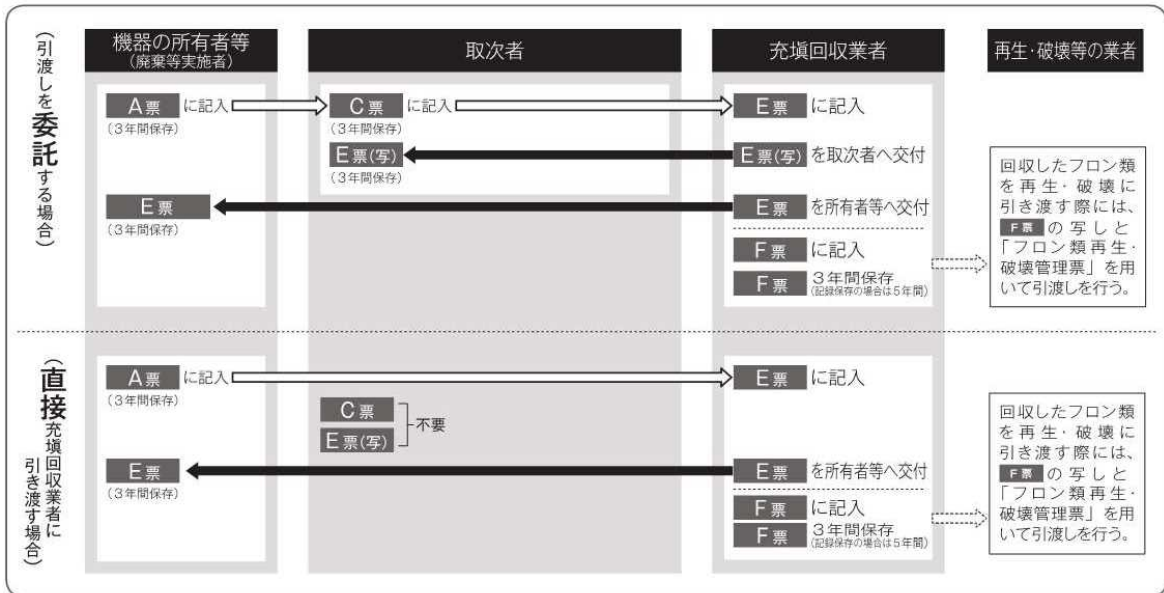 機器の所有者等
(廃棄等実施者)
取次者
充塡回収業者
再生・破壊等の業者
(引渡しを委託する場合)
A票 に記入
(3年間保存)
C票 に記入
(3年間保存)
E票 に記入
E票(写)
(3年間保存)
E票(写) を取次者へ交付
E票
(3年間保存)
E票 を所有者等へ交付
F票 に記入
F票 3年間保存
(記録保存の場合は5年間)
回収したフロン類
を再生・破壊に
引き渡す際には、
F票 の写しと
「フロン類再生・
破壊管理票」を用
いて引渡しを行う。
(直接充塡回収業者に
引き渡す場合)
A票 に記入
(3年間保存)
E票 に記入
C票
E票(写)
不要
E票
(3年間保存)
E票 を所有者等へ交付
F票 に記入
F票 3年間保存
(記録保存の場合は5年間)
回収したフロン類
を再生・破壊に
引き渡す際には、
F票 の写しと
「フロン類再生・
破壊管理票」を用
いて引渡しを行う。